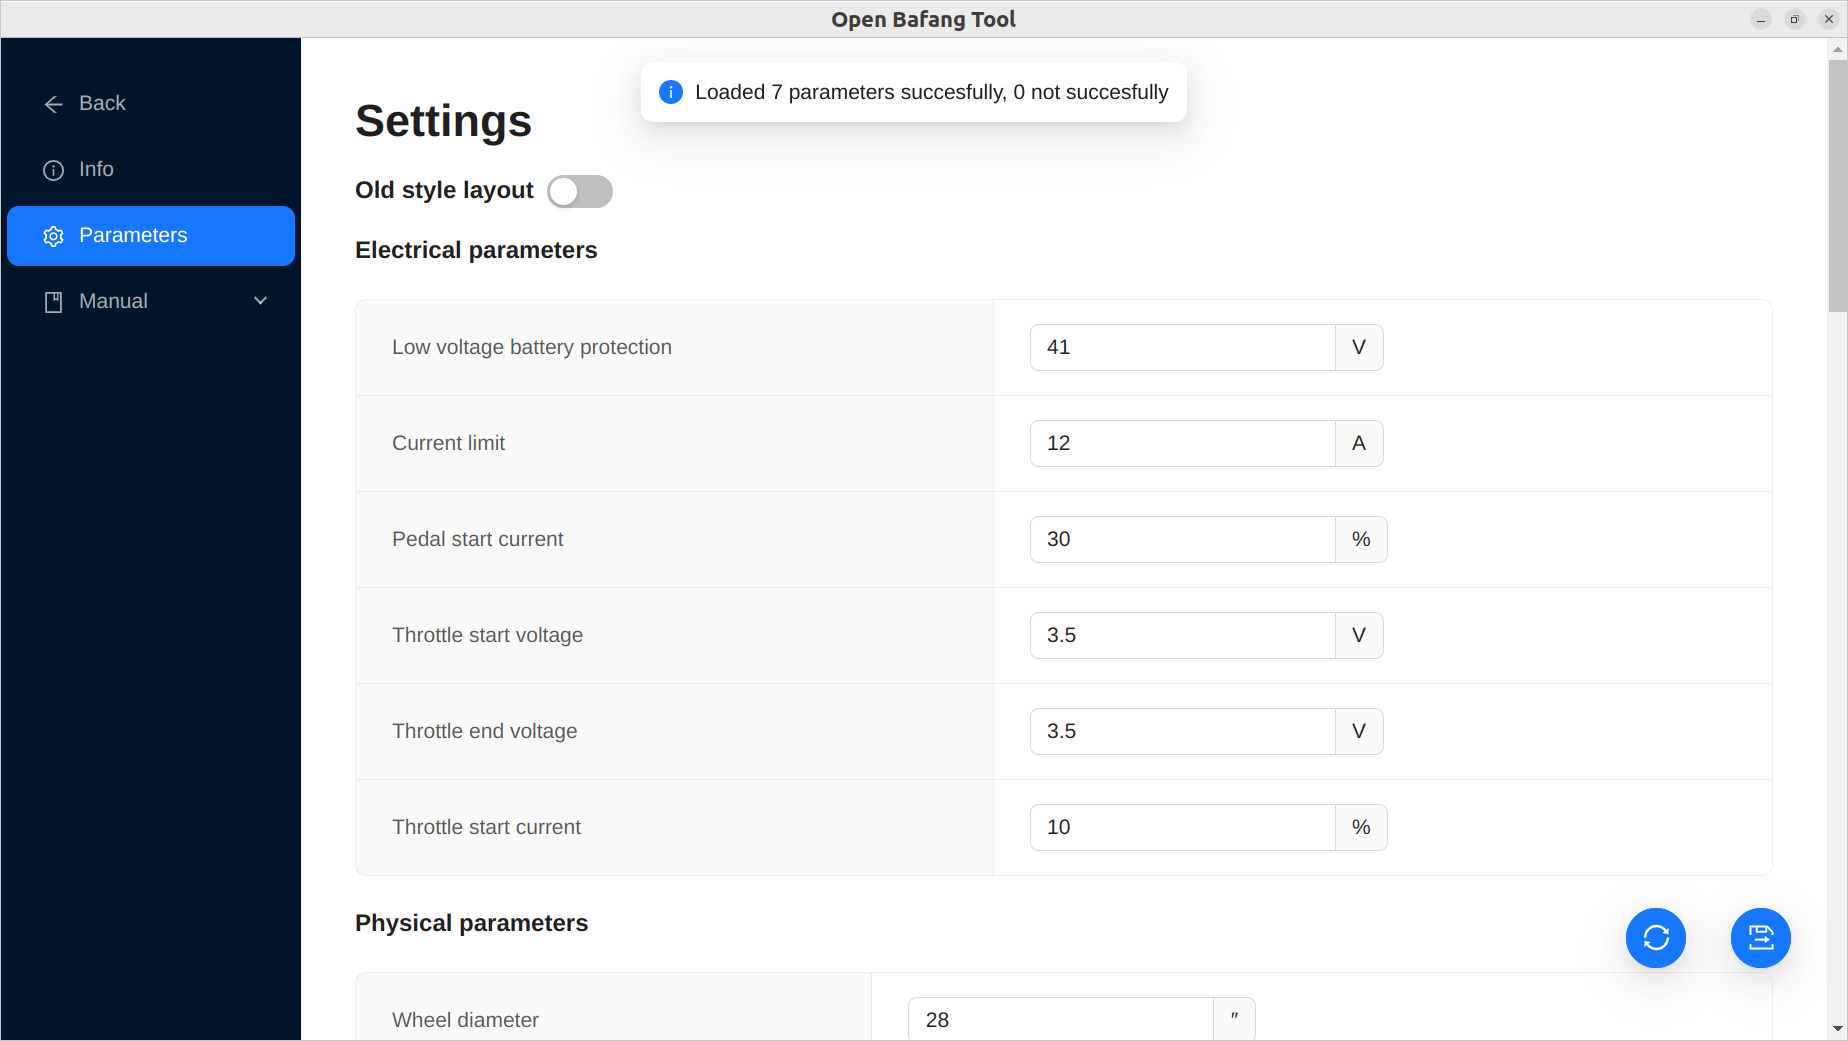 Open Bafang Tool
Back
Info
Parameters
Manual
Loaded 7 parameters succesfully, 0 not succesfully
Settings
Old style layout
Electrical parameters
Low voltage battery protection 41 V
Current limit 12 A
Pedal start current 30 %
Throttle start voltage 3.5 V
Throttle end voltage 3.5 V
Throttle start current 10 %
Physical parameters
Wheel diameter 28 "